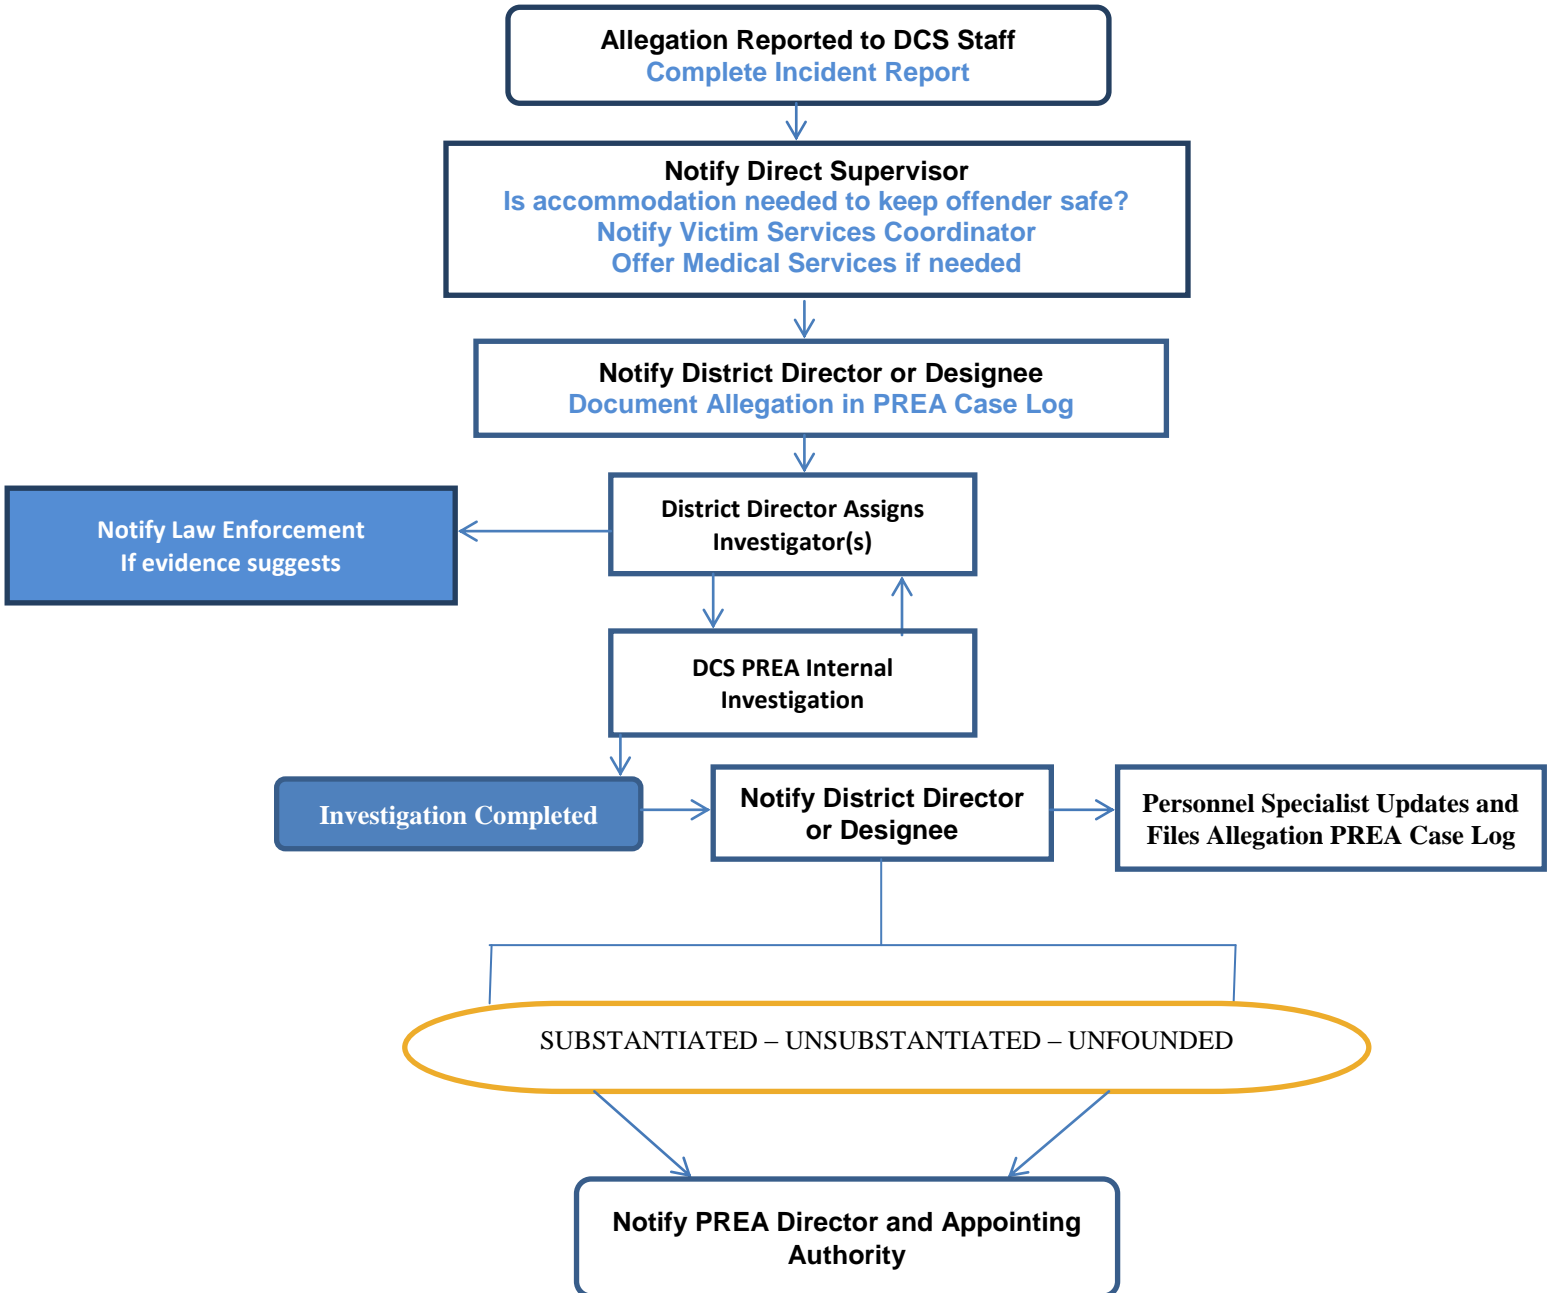 Allegation Reported to DCS Staff
Complete Incident Report
Notify Direct Supervisor
Is accommodation needed to keep offender safe?
Notify Victim Services Coordinator
Offer Medical Services if needed
Notify District Director or Designee
Document Allegation in PREA Case Log
District Director Assigns
Investigator(s)
Notify Law Enforcement
If evidence suggests
DCS PREA Internal
Investigation
Investigation Completed
Notify District Director
or Designee
Personnel Specialist Updates and
Files Allegation PREA Case Log
SUBSTANTIATED – UNSUBSTANTIATED – UNFOUNDED
Notify PREA Director and Appointing
Authority